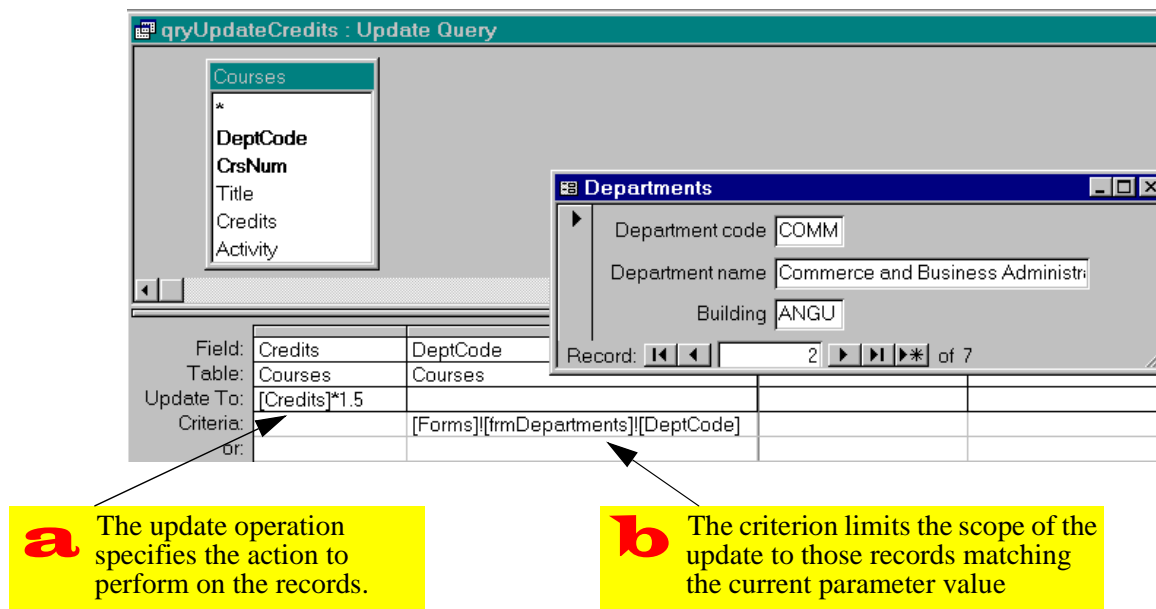 qryUpdateCredits : Update Query
Courses
*
DeptCode
CrsNum
Title
Credits
Activity
Departments
Department code COMM
Department name Commerce and Business Administr
Building ANGU
Record: 2 of 7
Field: Credits DeptCode
Table: Courses Courses
Update To: [Credits]*1.5
Criteria: [Forms]![frmDepartments]![DeptCode]
or:
a The update operation
specifies the action to
perform on the records.
b The criterion limits the scope of the
update to those records matching
the current parameter value